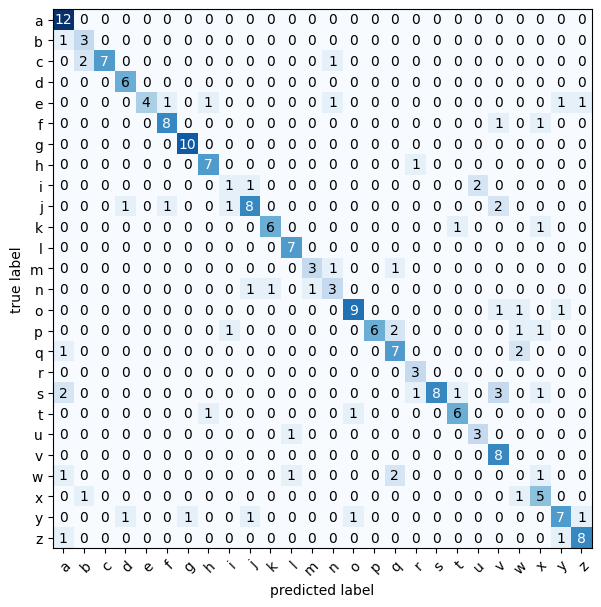 true label
a 12 0 0 0 0 0 0 0 0 0 0 0 0 0 0 0 0 0 0 0 0 0 0 0 0 0
b 1 3 0 0 0 0 0 0 0 0 0 0 0 0 0 0 0 0 0 0 0 0 0 0 0 0
c 0 2 7 0 0 0 0 0 0 0 0 0 0 1 0 0 0 0 0 0 0 0 0 0 0 0
d 0 0 0 6 0 0 0 0 0 0 0 0 0 0 0 0 0 0 0 0 0 0 0 0 0 0
e 0 0 0 0 4 1 0 1 0 0 0 0 0 1 0 0 0 0 0 0 0 0 0 0 1 1
f 0 0 0 0 0 8 0 0 0 0 0 0 0 0 0 0 0 0 0 0 0 1 0 1 0 0
g 0 0 0 0 0 0 10 0 0 0 0 0 0 0 0 0 0 0 0 0 0 0 0 0 0 0
h 0 0 0 0 0 0 0 7 0 0 0 0 0 0 0 0 0 1 0 0 0 0 0 0 0 0
i 0 0 0 0 0 0 0 0 1 1 0 0 0 0 0 0 0 0 0 0 2 0 0 0 0 0
j 0 0 0 1 0 1 0 0 1 8 0 0 0 0 0 0 0 0 0 0 0 2 0 0 0 0
k 0 0 0 0 0 0 0 0 0 0 6 0 0 0 0 0 0 0 0 1 0 0 0 1 0 0
l 0 0 0 0 0 0 0 0 0 0 0 7 0 0 0 0 0 0 0 0 0 0 0 0 0 0
m 0 0 0 0 0 0 0 0 0 0 0 0 3 1 0 0 1 0 0 0 0 0 0 0 0 0
n 0 0 0 0 0 0 0 0 0 1 1 0 1 3 0 0 0 0 0 0 0 0 0 0 0 0
o 0 0 0 0 0 0 0 0 0 0 0 0 0 0 9 0 0 0 0 0 0 1 1 0 1 0
p 0 0 0 0 0 0 0 0 1 0 0 0 0 0 0 6 2 0 0 0 0 0 1 1 0 0
q 1 0 0 0 0 0 0 0 0 0 0 0 0 0 0 0 7 0 0 0 0 0 2 0 0 0
r 0 0 0 0 0 0 0 0 0 0 0 0 0 0 0 0 0 3 0 0 0 0 0 0 0 0
s 2 0 0 0 0 0 0 0 0 0 0 0 0 0 0 0 0 1 8 1 0 3 0 1 0 0
t 0 0 0 0 0 0 0 1 0 0 0 0 0 0 1 0 0 0 0 6 0 0 0 0 0 0
u 0 0 0 0 0 0 0 0 0 0 0 1 0 0 0 0 0 0 0 0 3 0 0 0 0 0
v 0 0 0 0 0 0 0 0 0 0 0 0 0 0 0 0 0 0 0 0 0 8 0 0 0 0
w 1 0 0 0 0 0 0 0 0 0 0 1 0 0 0 0 2 0 0 0 0 0 0 1 0 0
x 0 1 0 0 0 0 0 0 0 0 0 0 0 0 0 0 0 0 0 0 0 0 1 5 0 0
y 0 0 0 1 0 0 1 0 0 1 0 0 0 0 1 0 0 0 0 0 0 0 0 0 7 1
z 1 0 0 0 0 0 0 0 0 0 0 0 0 0 0 0 0 0 0 0 0 0 0 0 1 8
a b c d e f g h i j k l m n o p q r s t u v w x y z
predicted label